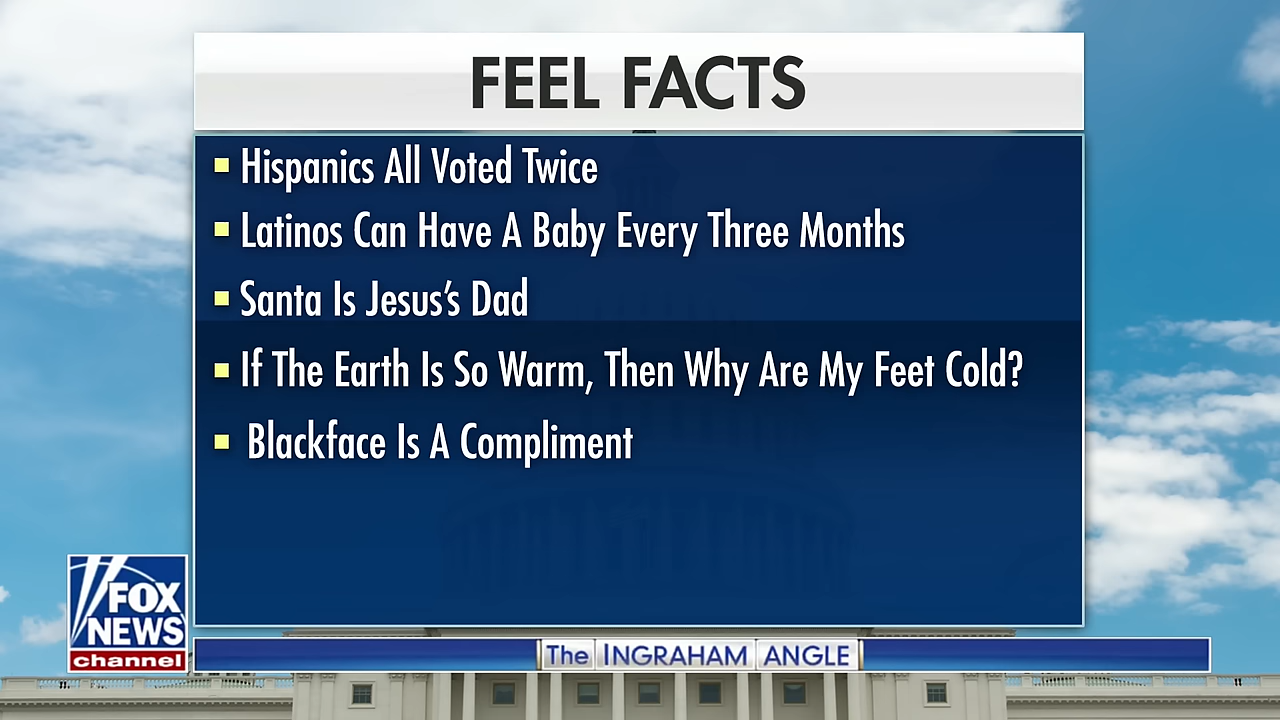 FEEL FACTS
Hispanics All Voted Twice
Latinos Can Have A Baby Every Three Months
Santa Is Jesus’s Dad
If The Earth Is So Warm, Then Why Are My Feet Cold?
Blackface Is A Compliment
FOX
NEWS
channel
The INGRAHAM ANGLE